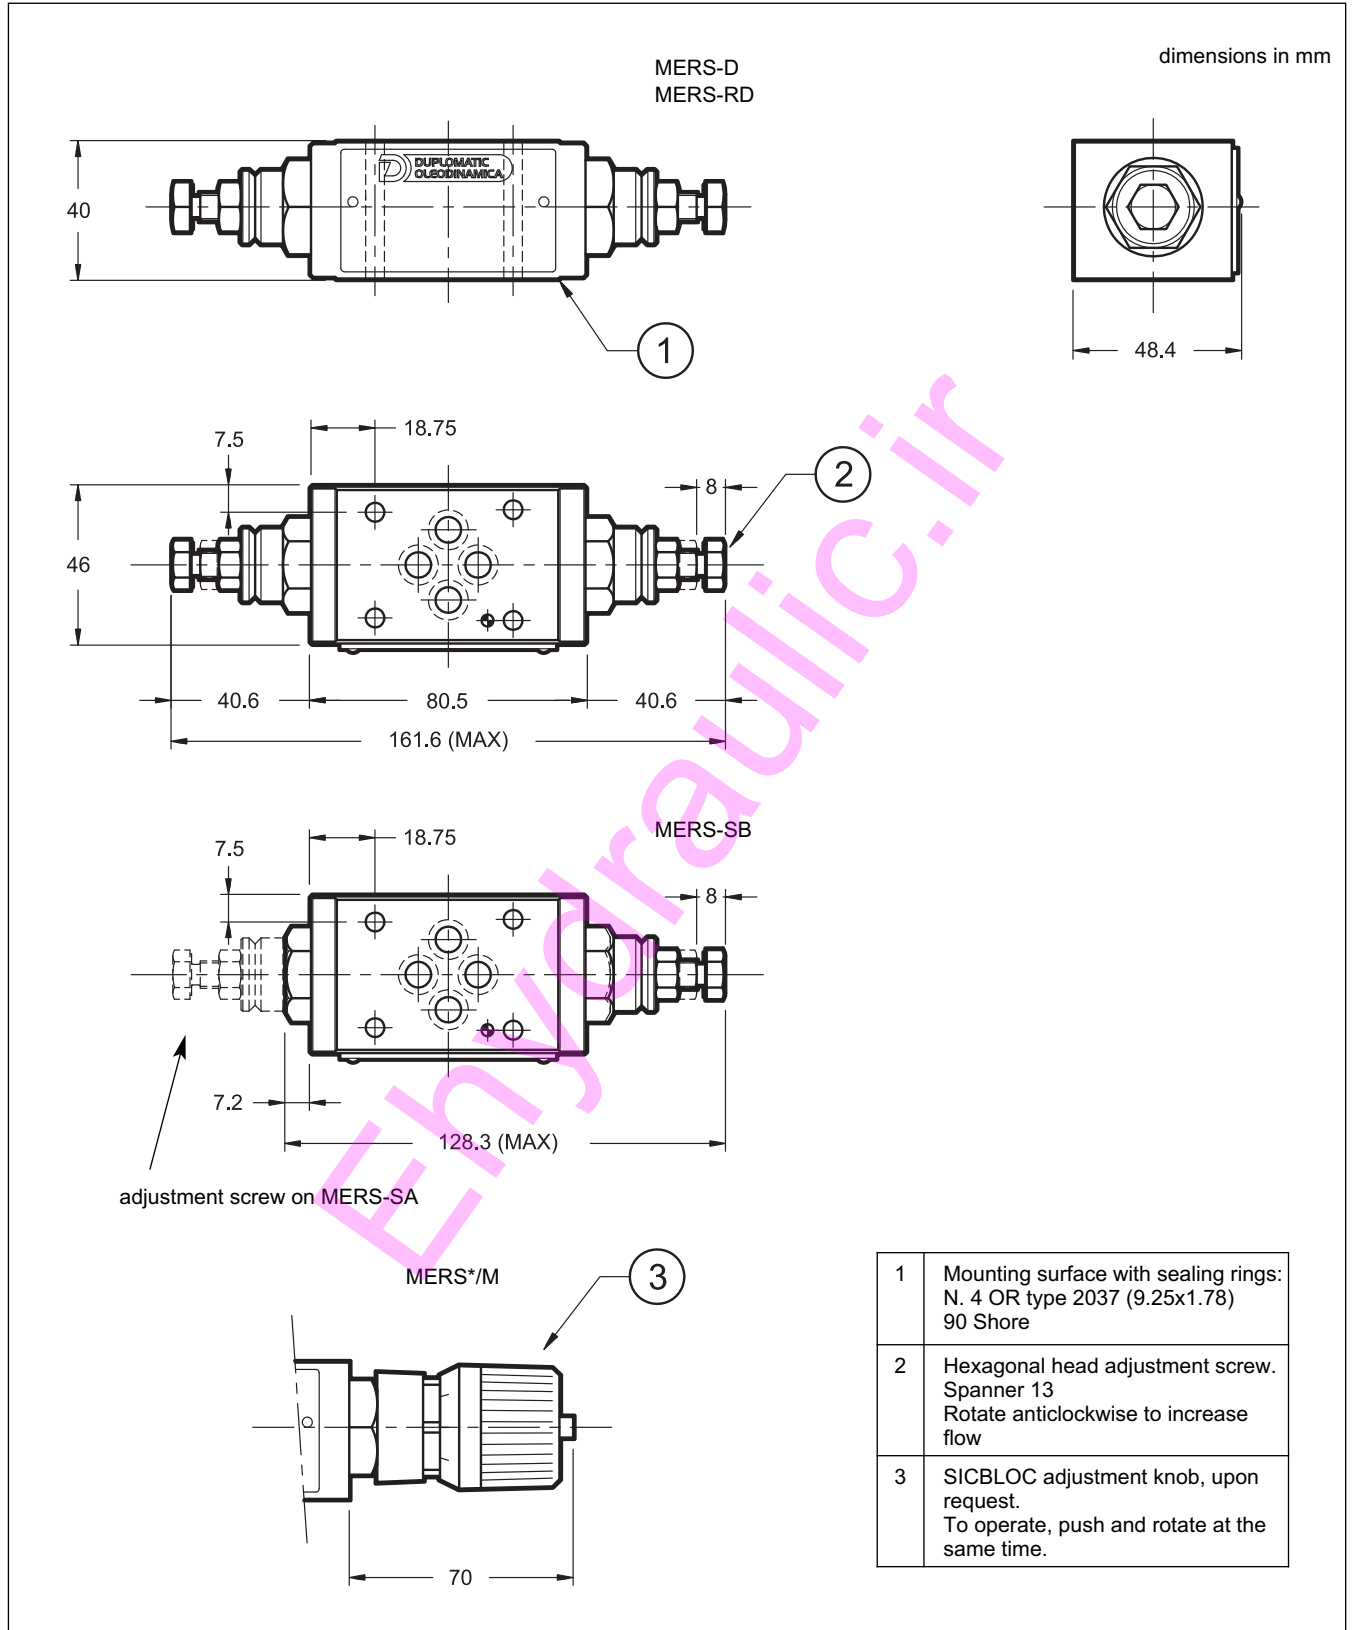 MERS-D
MERS-RD
dimensions in mm
DUPLOMATIC
OLEODINAMICA
40
1
48.4
18.75
7.5
8
2
46
40.6
80.5
40.6
161.6 (MAX)
MERS-SB
18.75
7.5
8
7.2
128.3 (MAX)
adjustment screw on MERS-SA
MERS*/M
3
70
1
Mounting surface with sealing rings:
N. 4 OR type 2037 (9.25x1.78)
90 Shore
2
Hexagonal head adjustment screw.
Spanner 13
Rotate anticlockwise to increase
flow
3
SICBLOC adjustment knob, upon
request.
To operate, push and rotate at the
same time.
Ehydraulic.ir